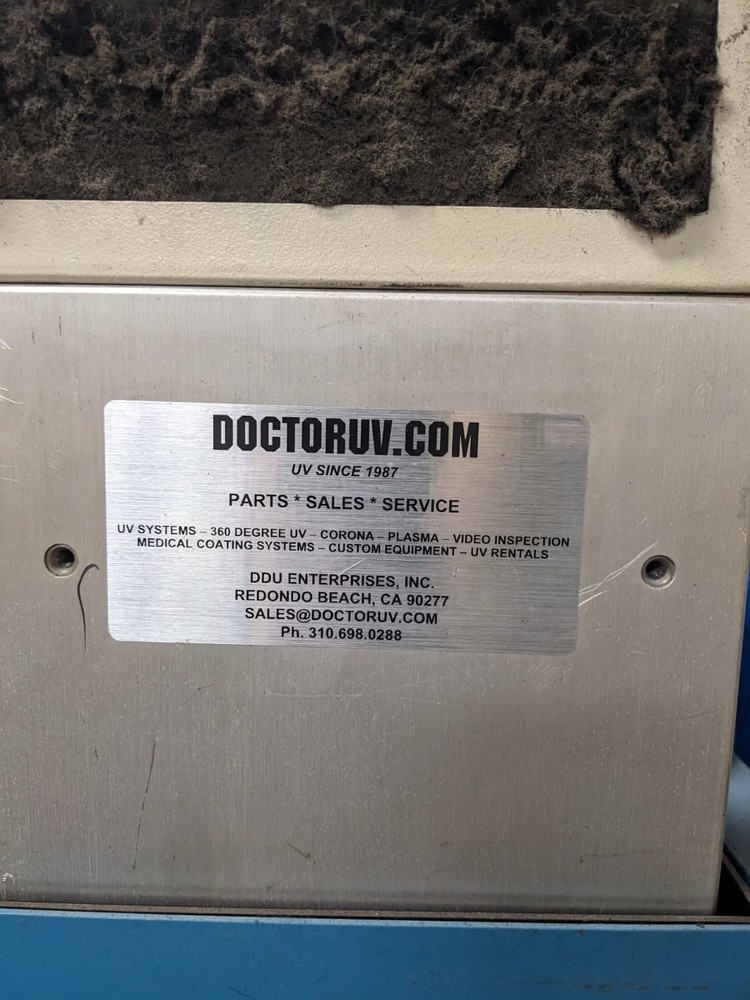 DOCTORUV.COM
UV SINCE 1987
PARTS * SALES * SERVICE
UV SYSTEMS – 360 DEGREE UV – CORONA – PLASMA – VIDEO INSPECTION
MEDICAL COATING SYSTEMS – CUSTOM EQUIPMENT – UV RENTALS
DDU ENTERPRISES, INC.
REDONDO BEACH, CA 90277
SALES@DOCTORUV.COM
Ph. 310.698.0288